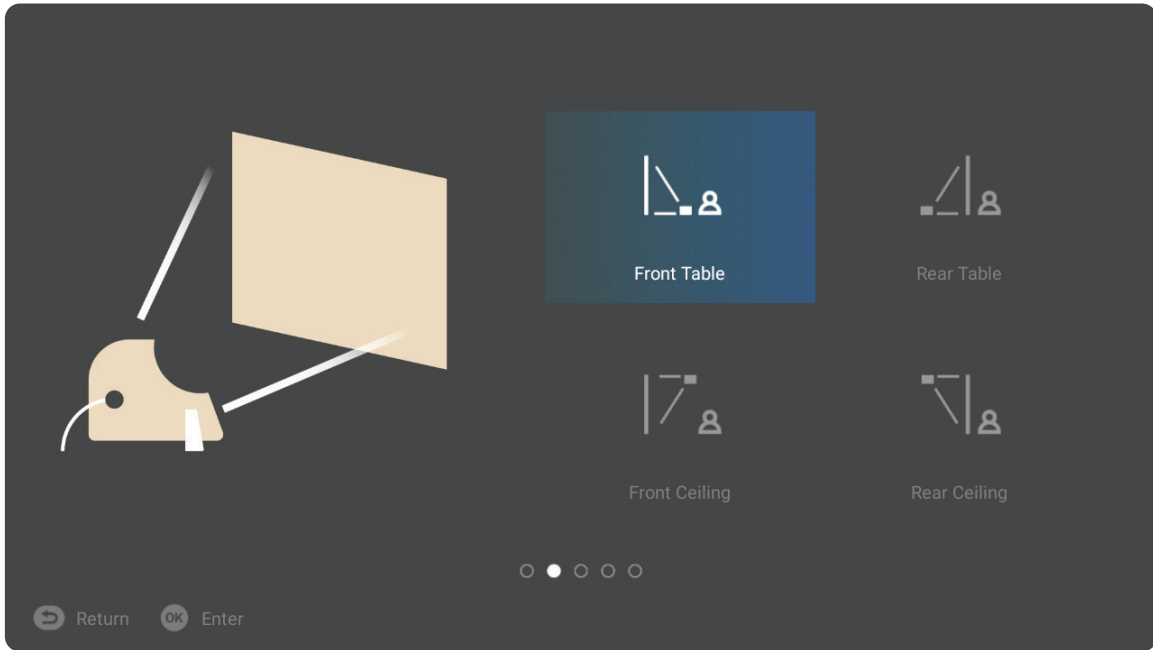 Front Table
Rear Table
Front Ceiling
Rear Ceiling
Return
OK
Enter